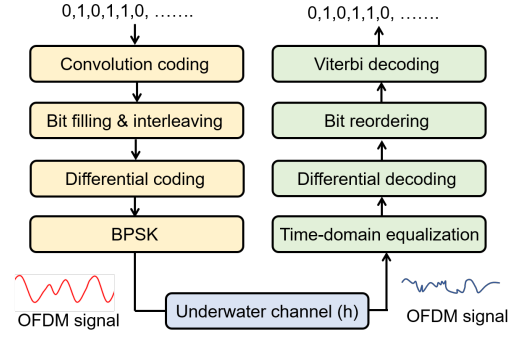 0,1,0,1,1,0, …….
Convolution coding
Bit filling & interleaving
Differential coding
BPSK
OFDM signal
Underwater channel (h)
0,1,0,1,1,0, …….
Viterbi decoding
Bit reordering
Differential decoding
Time-domain equalization
OFDM signal